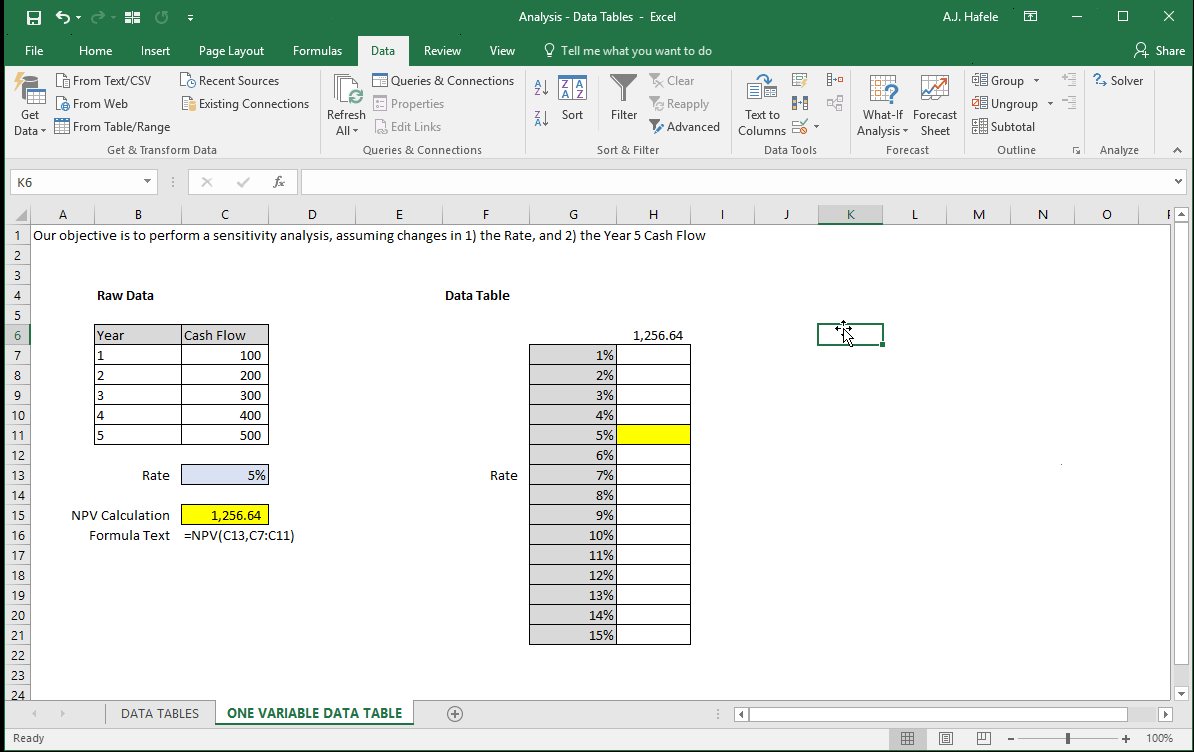 Analysis - Data Tables - Excel
A.J. Hafele
File Home Insert Page Layout Formulas Data Review View Tell me what you want to do Share
Get Data
From Text/CSV
From Web
From Table/Range
Recent Sources
Existing Connections
Get & Transform Data
Refresh All
Queries & Connections
Properties
Edit Links
Queries & Connections
Sort
Filter
Clear
Reapply
Advanced
Sort & Filter
Text to Columns
Data Tools
What-If Analysis
Forecast Sheet
Forecast
Group
Ungroup
Subtotal
Outline
Solver
Analyze
K6 fx
A B C D E F G H I J K L M N O
1 Our objective is to perform a sensitivity analysis, assuming changes in 1) the Rate, and 2) the Year 5 Cash Flow
2
3
4 Raw Data Data Table
5
6 Year Cash Flow 1,256.64
7 1 100 1%
8 2 200 2%
9 3 300 3%
10 4 400 4%
11 5 500 5%
12 6%
13 Rate 5% Rate 7%
14 8%
15 NPV Calculation 1,256.64 9%
16 Formula Text =NPV(C13,C7:C11) 10%
17 11%
18 12%
19 13%
20 14%
21 15%
22
23
24
DATA TABLES ONE VARIABLE DATA TABLE
Ready 100%